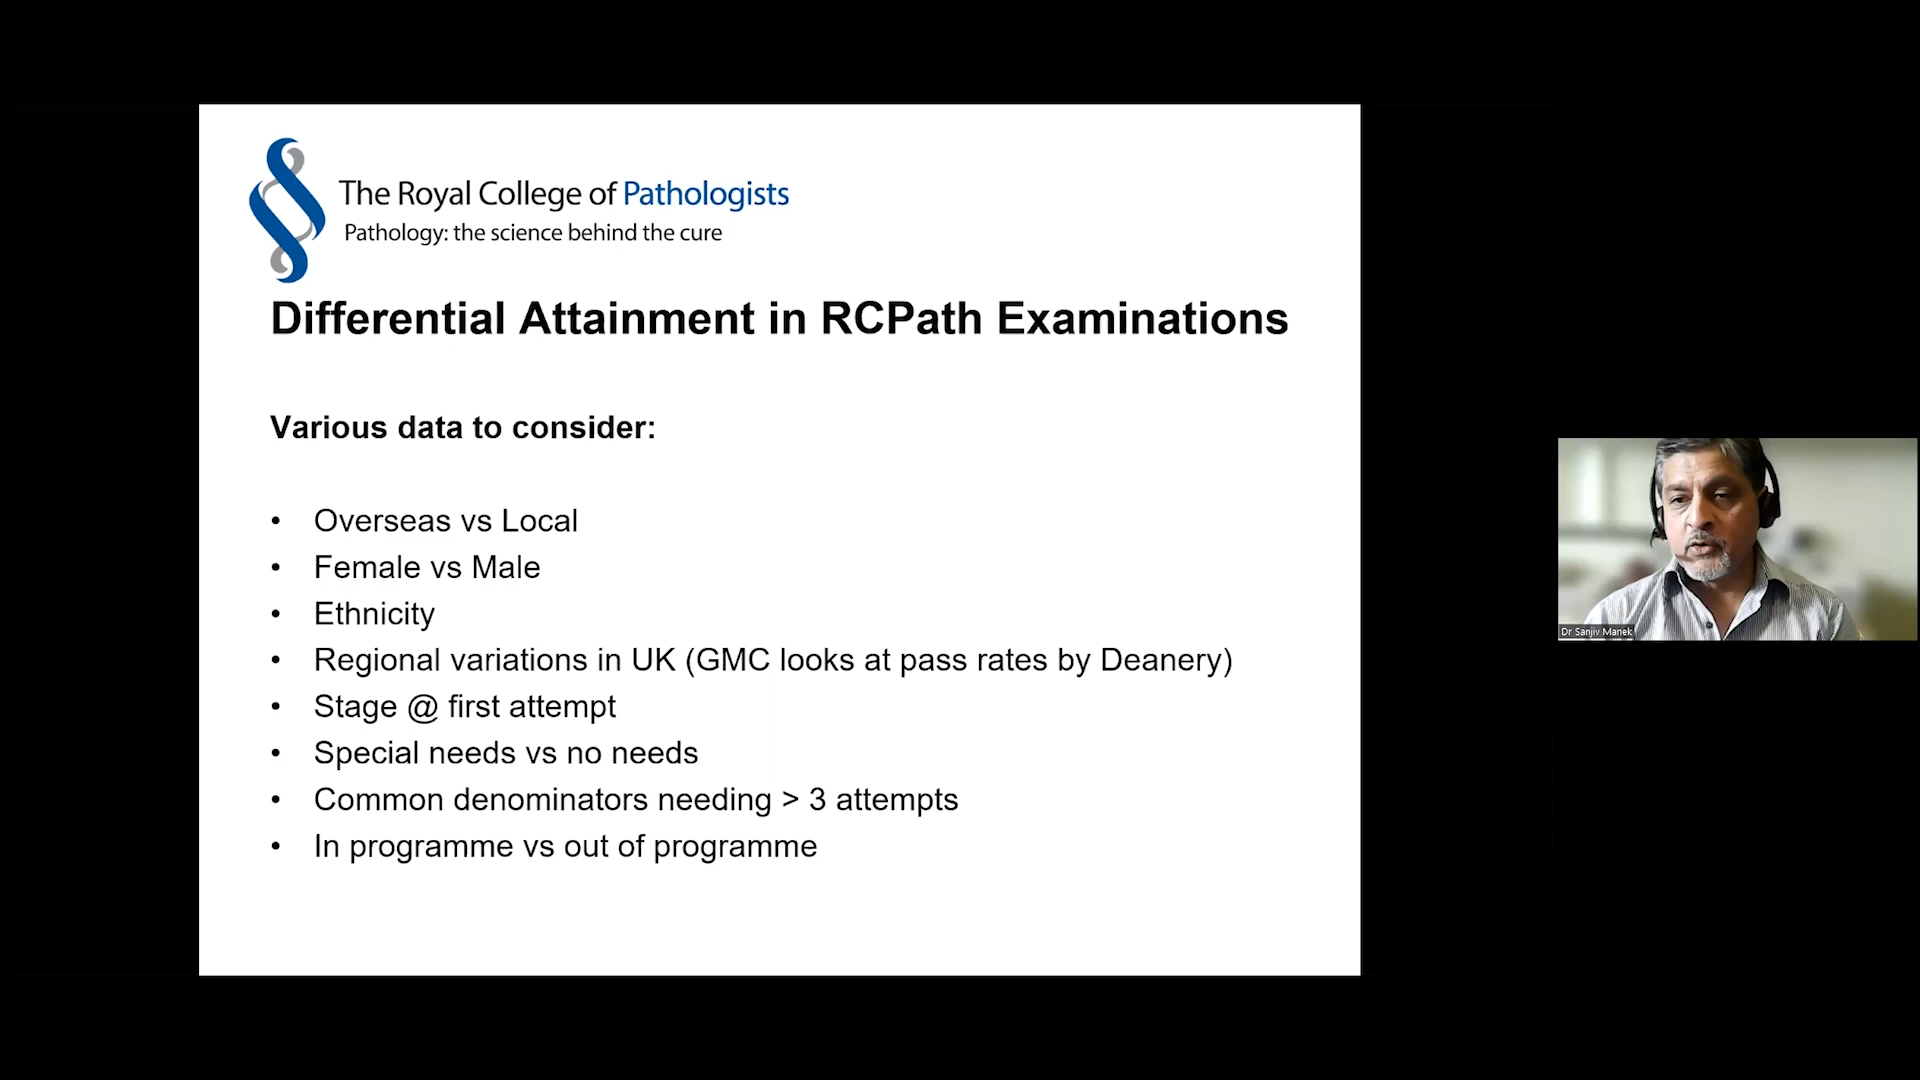 The Royal College of Pathologists
Pathology: the science behind the cure
Differential Attainment in RCPath Examinations
Various data to consider:
• Overseas vs Local
• Female vs Male
• Ethnicity
• Regional variations in UK (GMC looks at pass rates by Deanery)
• Stage @ first attempt
• Special needs vs no needs
• Common denominators needing > 3 attempts
• In programme vs out of programme
Dr Sanjiv Manek